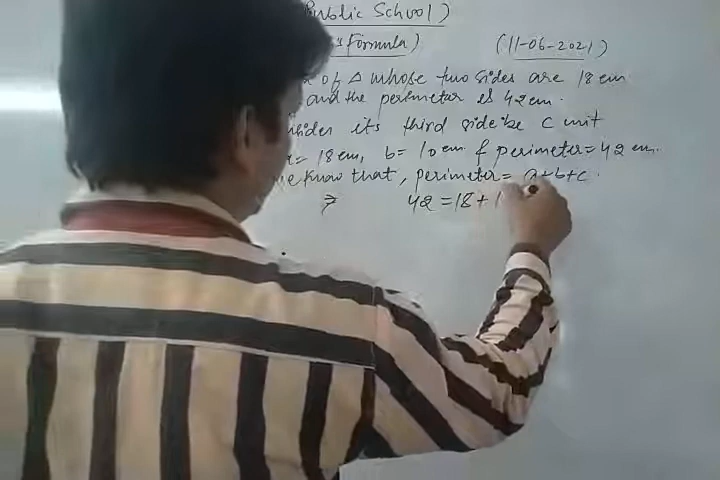 Public School)
Formula) (11-06-2021)
of Δ whose two sides are 18 cm
and the perimeter is 42 cm.
its third side be C unit
= 18 cm, b = 10 cm & perimeter = 42 cm.
know that, perimeter = a+b+c.
⇒ 42 = 18 + 1